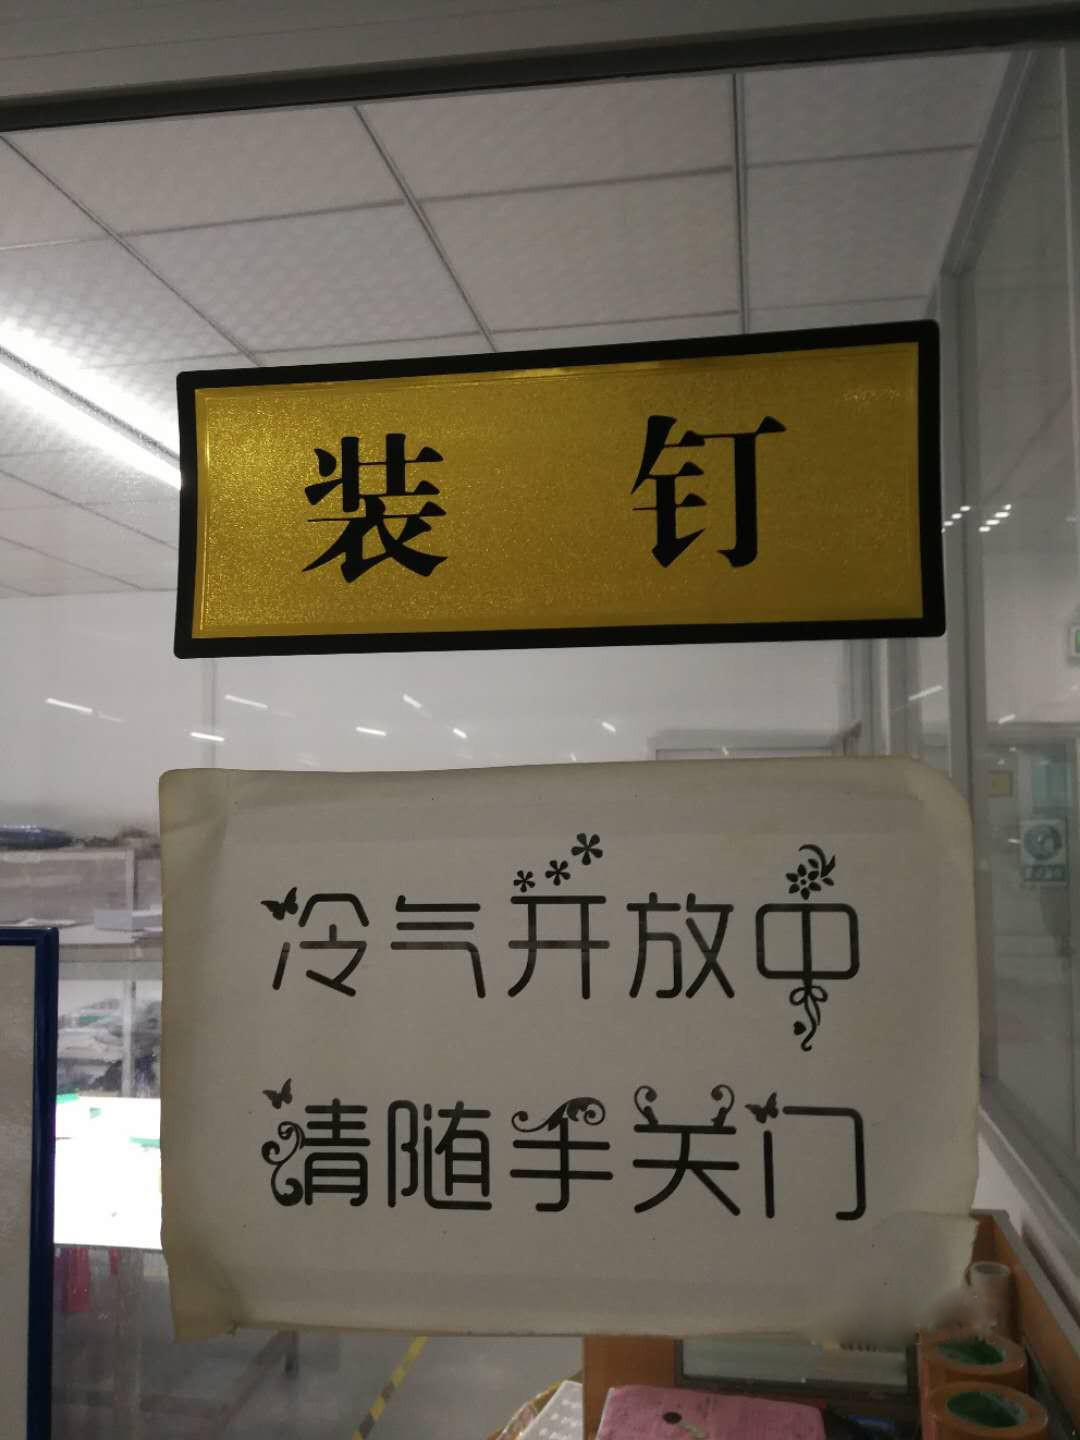 装 钉
冷气开放中
请随手关门